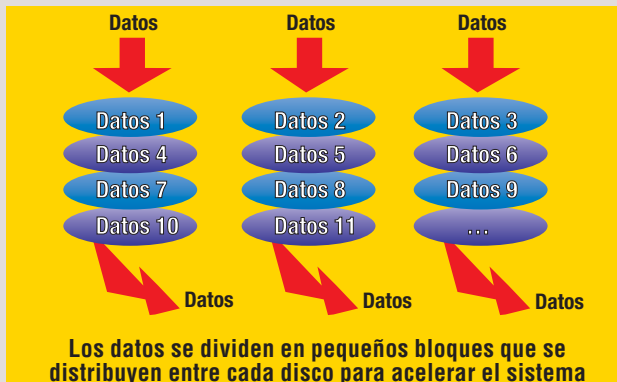 Datos Datos Datos
Datos 1 Datos 2 Datos 3
Datos 4 Datos 5 Datos 6
Datos 7 Datos 8 Datos 9
Datos 10 Datos 11 ...
Datos Datos Datos
Los datos se dividen en pequeños bloques que se
distribuyen entre cada disco para acelerar el sistema